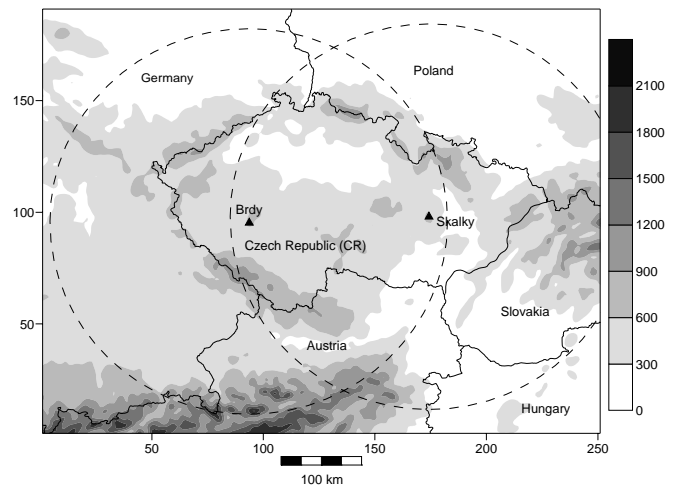 Germany
Poland
Brdy
Skalky
Czech Republic (CR)
Slovakia
Austria
Hungary
150
100
50
50
100
150
200
250
100 km
2100
1800
1500
1200
900
600
300
0